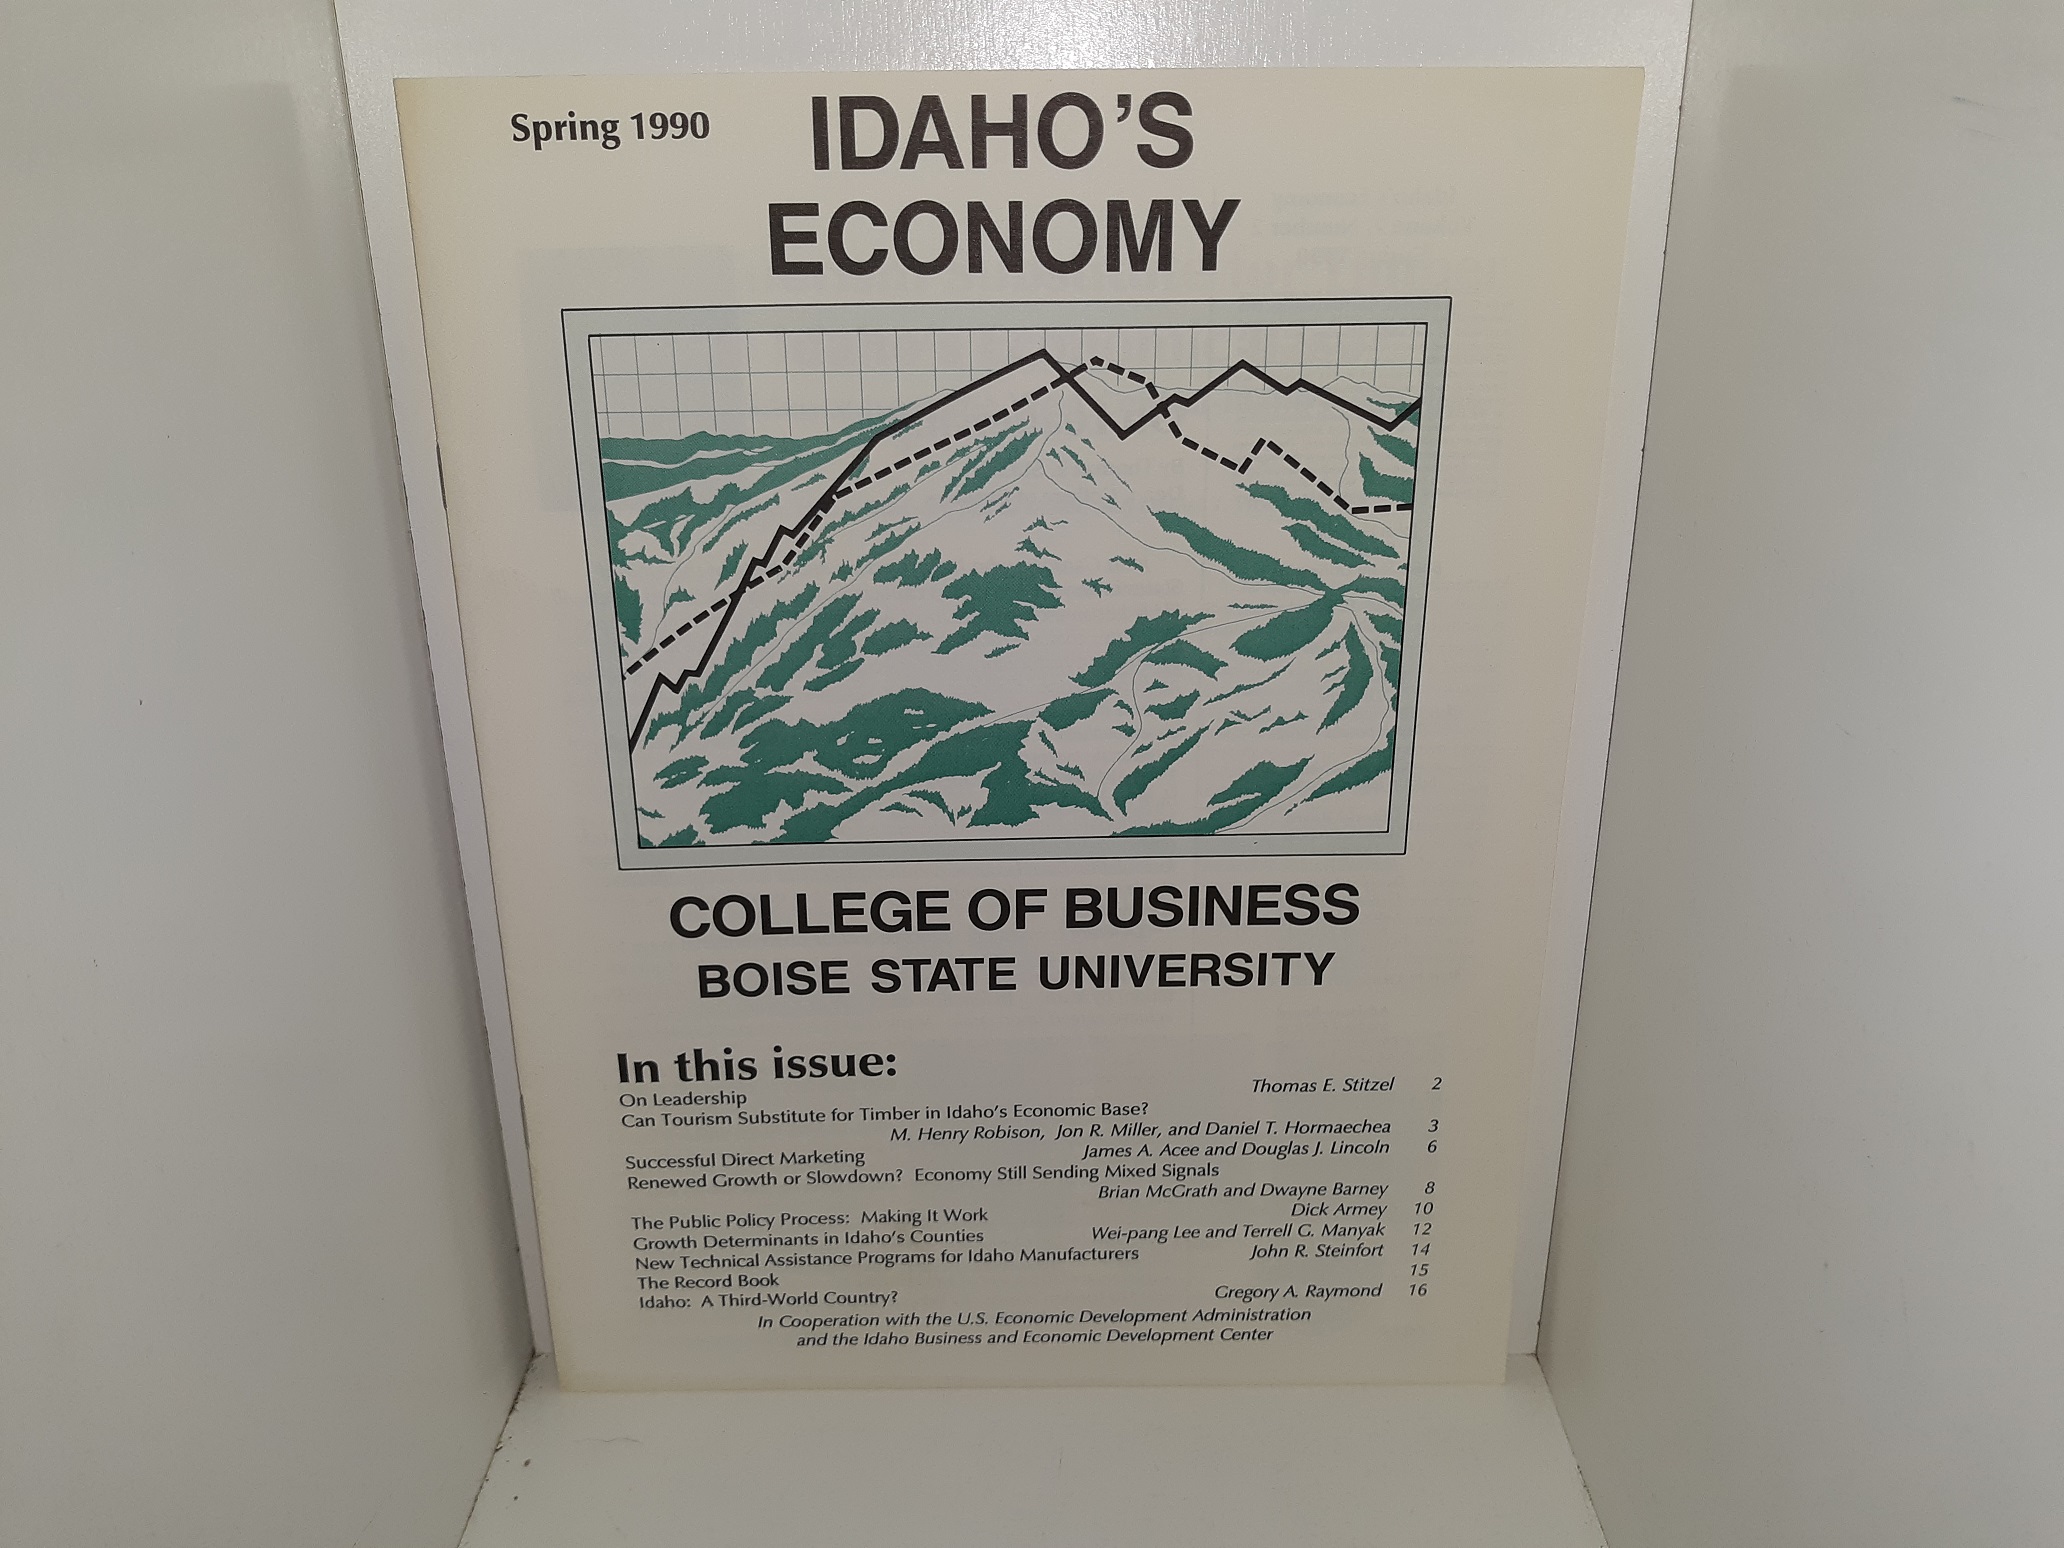 Spring 1990
IDAHO'S
ECONOMY
COLLEGE OF BUSINESS
BOISE STATE UNIVERSITY
In this issue:
On Leadership Thomas E. Stitzel 2
Can Tourism Substitute for Timber in Idaho's Economic Base?
M. Henry Robison, Jon R. Miller, and Daniel T. Hormaechea 3
Successful Direct Marketing James A. Acee and Douglas J. Lincoln 6
Renewed Growth or Slowdown? Economy Still Sending Mixed Signals
Brian McGrath and Dwayne Barney 8
The Public Policy Process: Making It Work Dick Armey 10
Growth Determinants in Idaho's Counties Wei-pang Lee and Terrell G. Manyak 12
New Technical Assistance Programs for Idaho Manufacturers John R. Steinfort 14
The Record Book 15
Idaho: A Third-World Country? Gregory A. Raymond 16
In Cooperation with the U.S. Economic Development Administration
and the Idaho Business and Economic Development Center